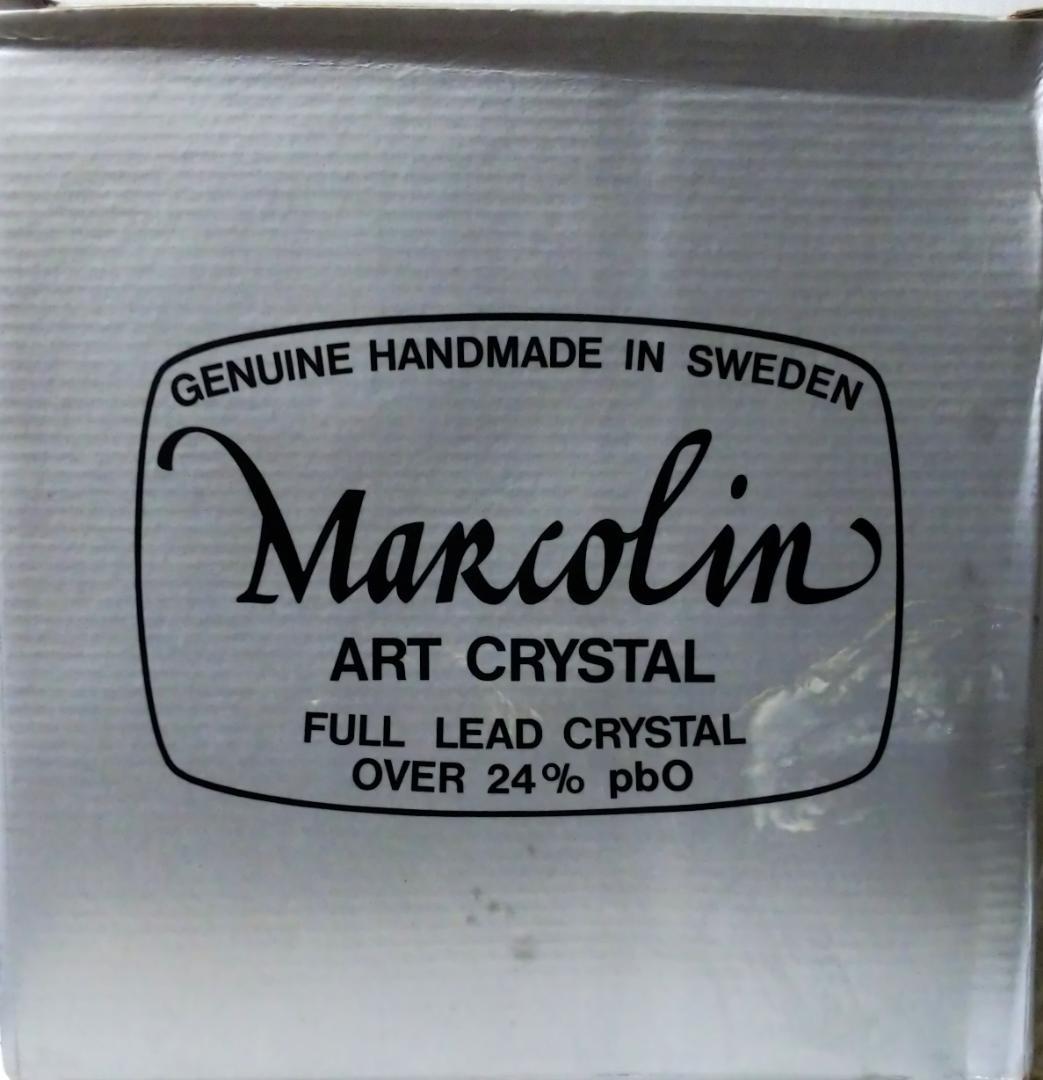 GENUINE HANDMADE IN SWEDEN
Marcolin
ART CRYSTAL
FULL LEAD CRYSTAL
OVER 24% pbO